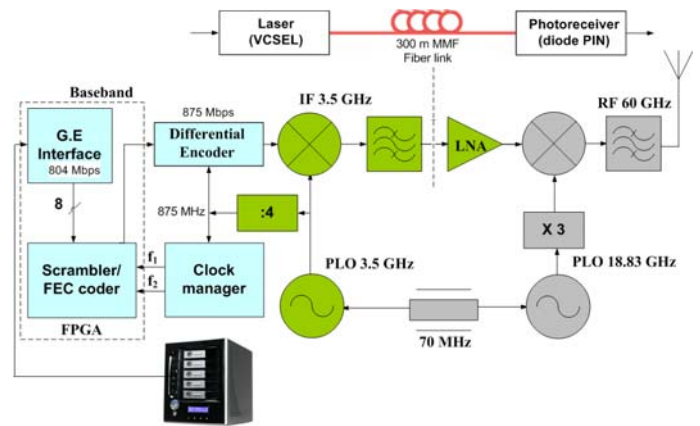 Laser
(VCSEL)
300 m MMF
Fiber link
Photoreceiver
(diode PIN)
Baseband
875 Mbps
IF 3.5 GHz
RF 60 GHz
G.E
Interface
804 Mbps
Differential
Encoder
LNA
8
875 MHz
:4
X 3
Scrambler/
FEC coder
f1
f2
Clock
manager
PLO 3.5 GHz
PLO 18.83 GHz
FPGA
70 MHz